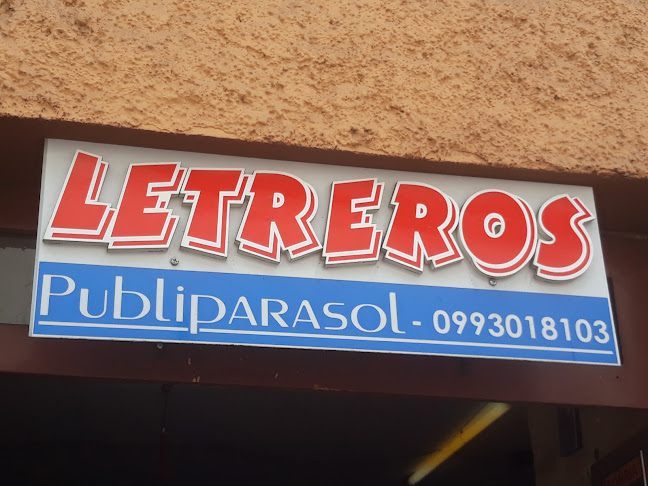 LETREROS
PUBLIPARASOL - 0993018103